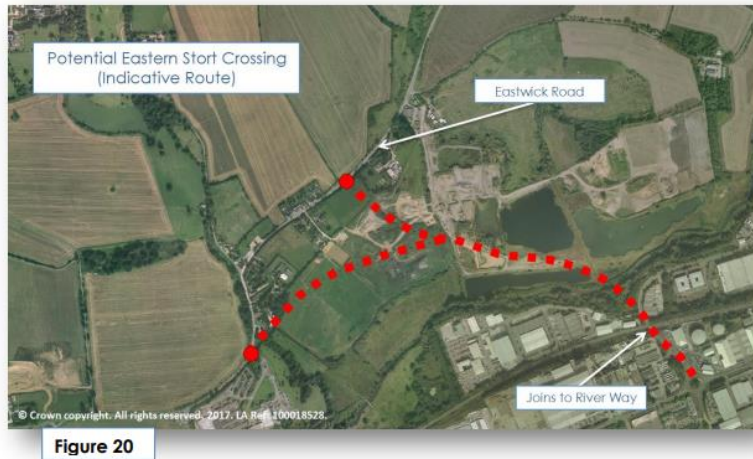 Potential Eastern Stort Crossing
(Indicative Route)
Eastwick Road
Joins to River Way
© Crown copyright. All rights reserved. 2017. LA Ref: 100018528.
Figure 20